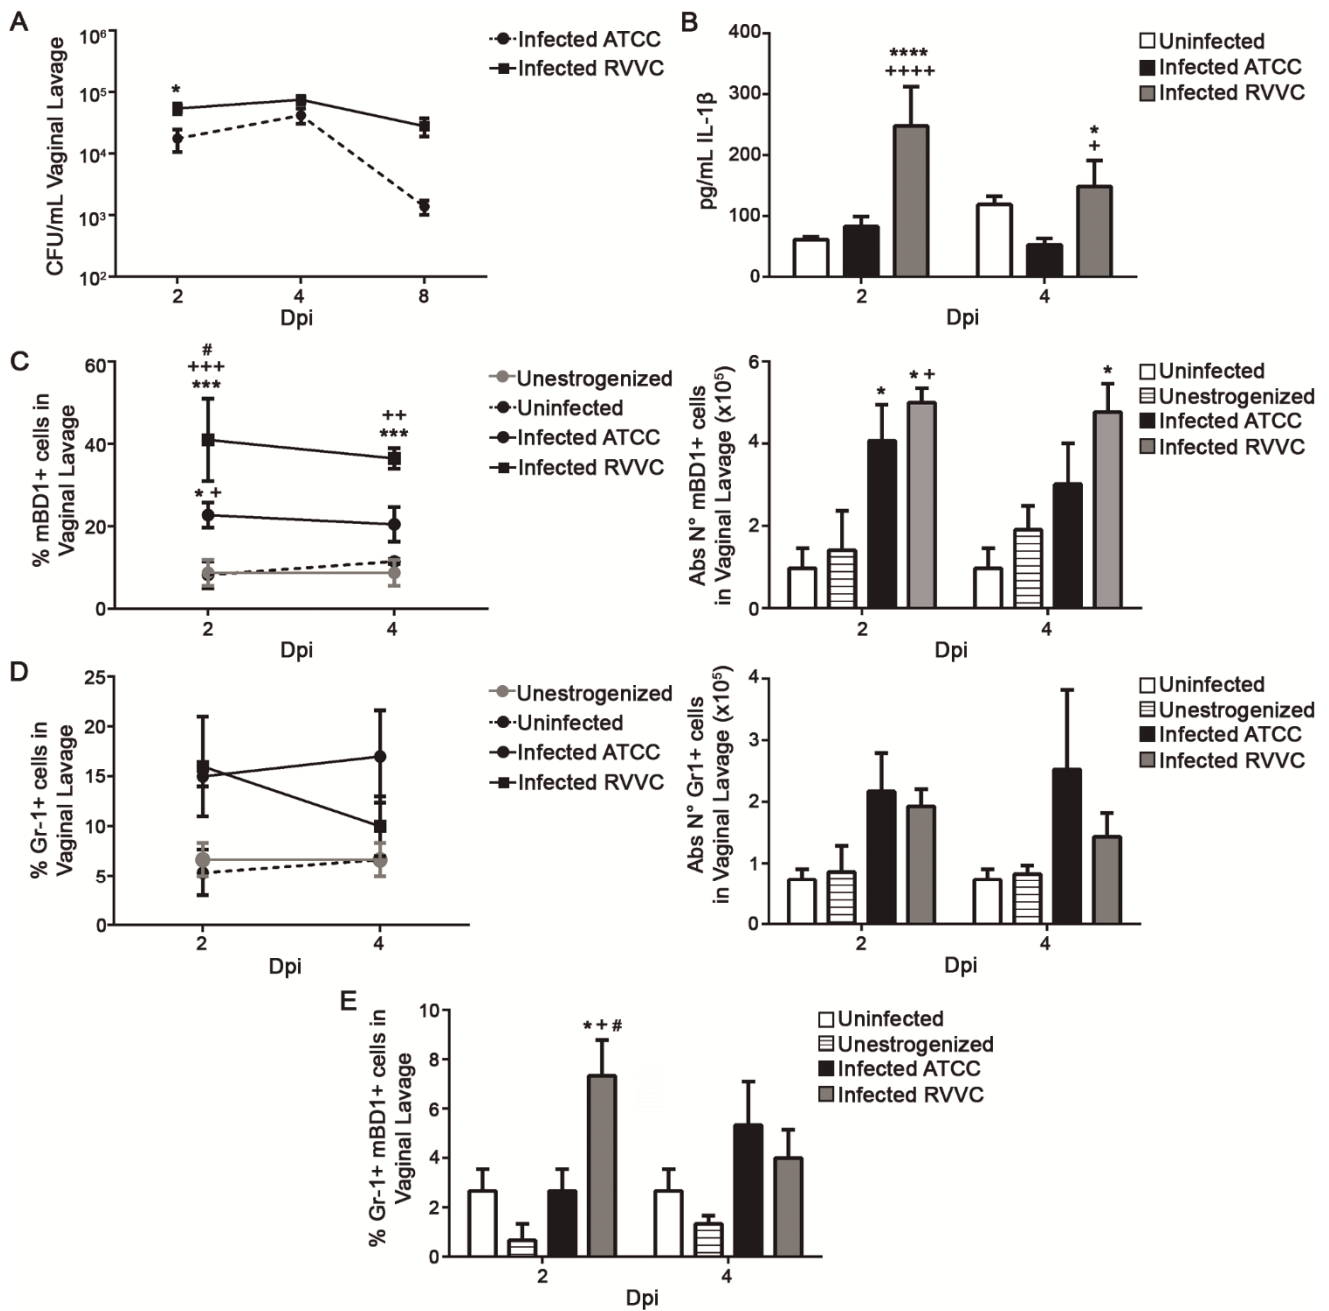 A
CFU/mL Vaginal Lavage
10⁶
10⁵
10⁴
10³
10²
*
2
4
8
Dpi
Infected ATCC
Infected RVVC
B
pg/mL IL-1β
400
300
200
100
0
****
++++
*
+
2
4
Dpi
Uninfected
Infected ATCC
Infected RVVC
C
% mBD1+ cells in
Vaginal Lavage
60
40
20
0
#
+++
***
* +
++
***
2
4
Dpi
Unestrogenized
Uninfected
Infected ATCC
Infected RVVC
Abs N° mBD1+ cells
in Vaginal Lavage (x10⁵)
6
4
2
0
*
* +
*
2
4
Dpi
Uninfected
Unestrogenized
Infected ATCC
Infected RVVC
D
% Gr-1+ cells in
Vaginal Lavage
25
20
15
10
5
0
2
4
Dpi
Unestrogenized
Uninfected
Infected ATCC
Infected RVVC
Abs N° Gr1+ cells
in Vaginal Lavage (x10⁵)
4
3
2
1
0
2
4
Dpi
Uninfected
Unestrogenized
Infected ATCC
Infected RVVC
E
% Gr-1+ mBD1+ cells in
Vaginal Lavage
10
8
6
4
2
0
* + #
2
4
Dpi
Uninfected
Unestrogenized
Infected ATCC
Infected RVVC